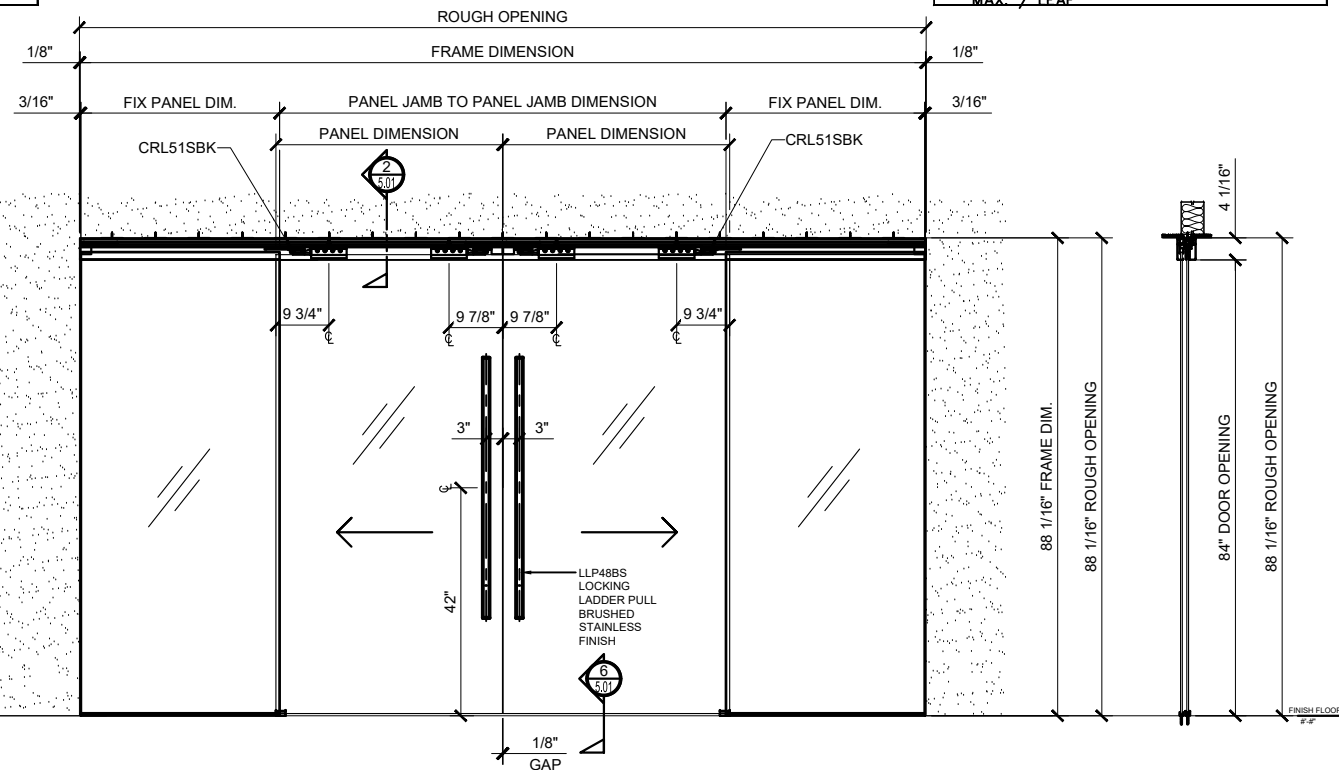 MAX. / LEAF
ROUGH OPENING
1/8" FRAME DIMENSION 1/8"
3/16" FIX PANEL DIM. PANEL JAMB TO PANEL JAMB DIMENSION FIX PANEL DIM. 3/16"
PANEL DIMENSION PANEL DIMENSION
CRL51SBK CRL51SBK
2
5.01
4 1/16"
9 3/4" 9 7/8" 9 7/8" 9 3/4"
3" 3"
42"
LLP48BS
LOCKING
LADDER PULL
BRUSHED
STAINLESS
FINISH
6
5.01
1/8"
GAP
88 1/16" FRAME DIM.
88 1/16" ROUGH OPENING
84" DOOR OPENING
88 1/16" ROUGH OPENING
FINISH FLOOR
#'-#"